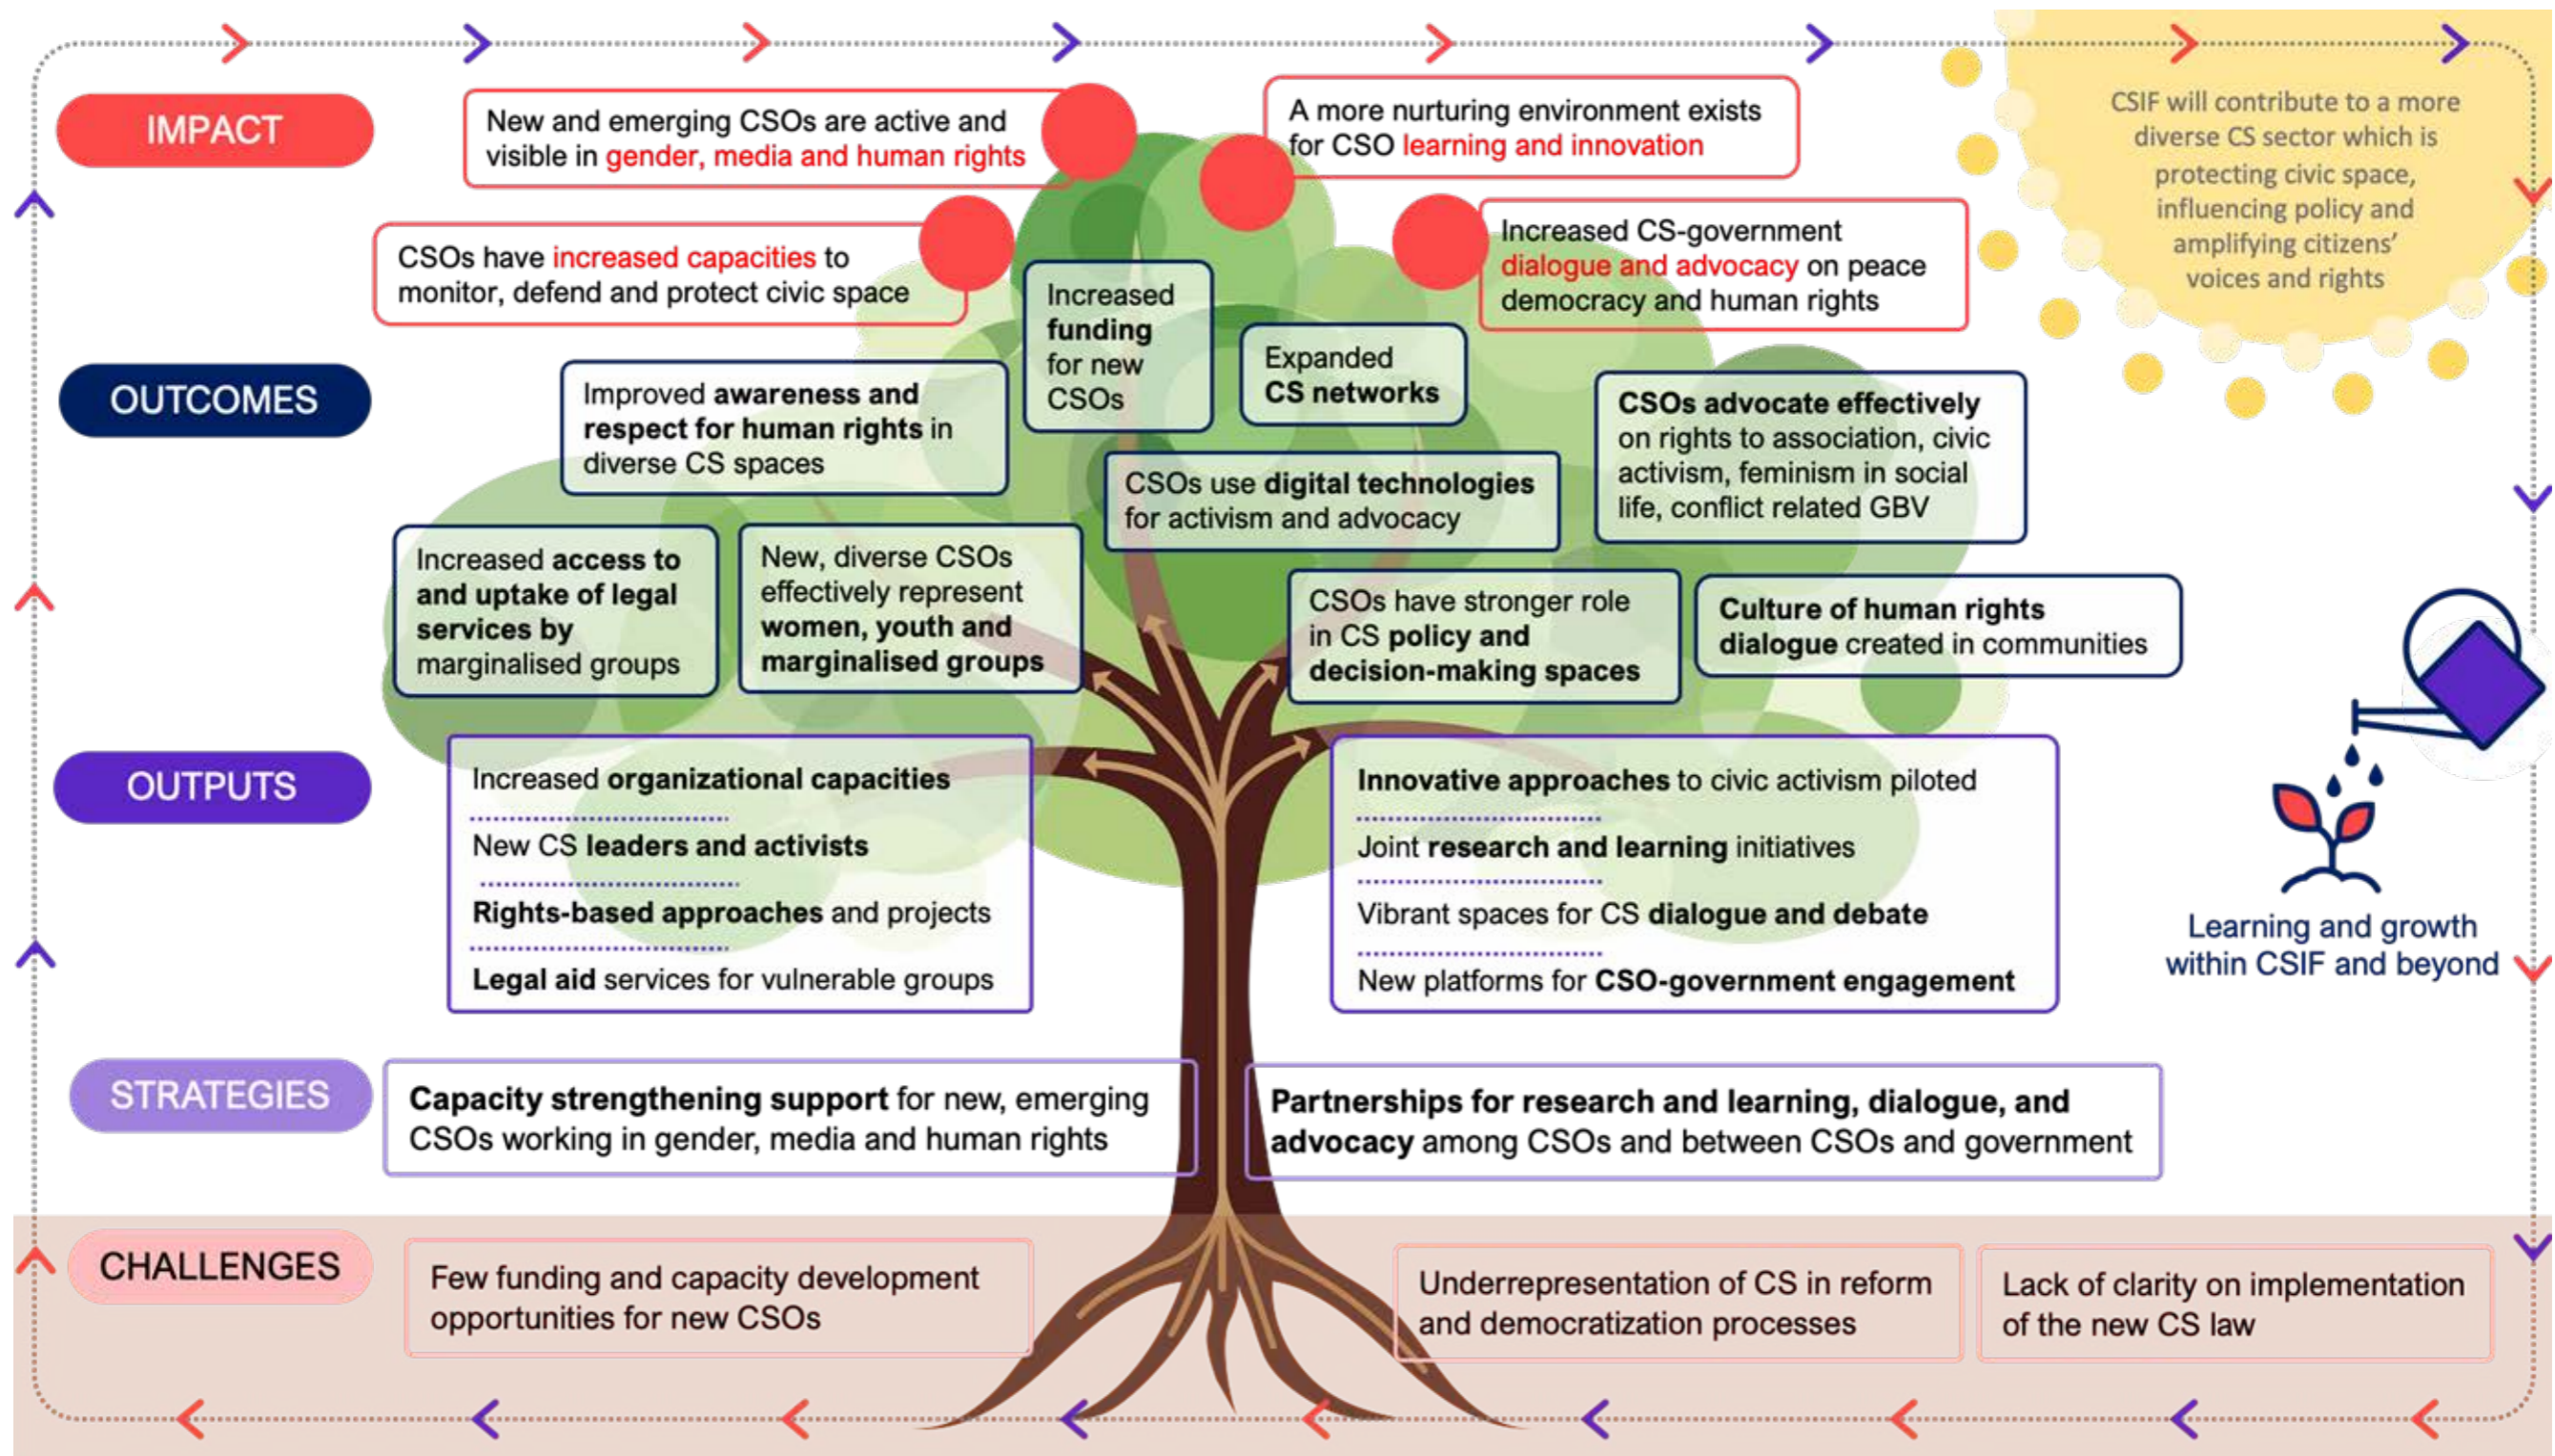 IMPACT
New and emerging CSOs are active and
visible in gender, media and human rights
A more nurturing environment exists
for CSO learning and innovation
CSOs have increased capacities to
monitor, defend and protect civic space
Increased CS-government
dialogue and advocacy on peace
democracy and human rights
CSIF will contribute to a more
diverse CS sector which is
protecting civic space,
influencing policy and
amplifying citizens’
voices and rights
OUTCOMES
Improved awareness and
respect for human rights in
diverse CS spaces
Increased
funding
for new
CSOs
Expanded
CS networks
CSOs use digital technologies
for activism and advocacy
CSOs advocate effectively
on rights to association, civic
activism, feminism in social
life, conflict related GBV
Increased access to
and uptake of legal
services by
marginalised groups
New, diverse CSOs
effectively represent
women, youth and
marginalised groups
CSOs have stronger role
in CS policy and
decision-making spaces
Culture of human rights
dialogue created in communities
OUTPUTS
Increased organizational capacities
New CS leaders and activists
Rights-based approaches and projects
Legal aid services for vulnerable groups
Innovative approaches to civic activism piloted
Joint research and learning initiatives
Vibrant spaces for CS dialogue and debate
New platforms for CSO-government engagement
Learning and growth
within CSIF and beyond
STRATEGIES
Capacity strengthening support for new, emerging
CSOs working in gender, media and human rights
Partnerships for research and learning, dialogue, and
advocacy among CSOs and between CSOs and government
CHALLENGES
Few funding and capacity development
opportunities for new CSOs
Underrepresentation of CS in reform
and democratization processes
Lack of clarity on implementation
of the new CS law